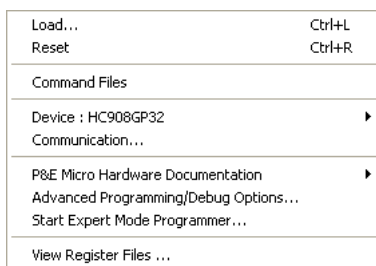 Load... Ctrl+L
Reset Ctrl+R
Command Files
Device : HC908GP32
Communication...
P&E Micro Hardware Documentation
Advanced Programming/Debug Options...
Start Expert Mode Programmer...
View Register Files ...